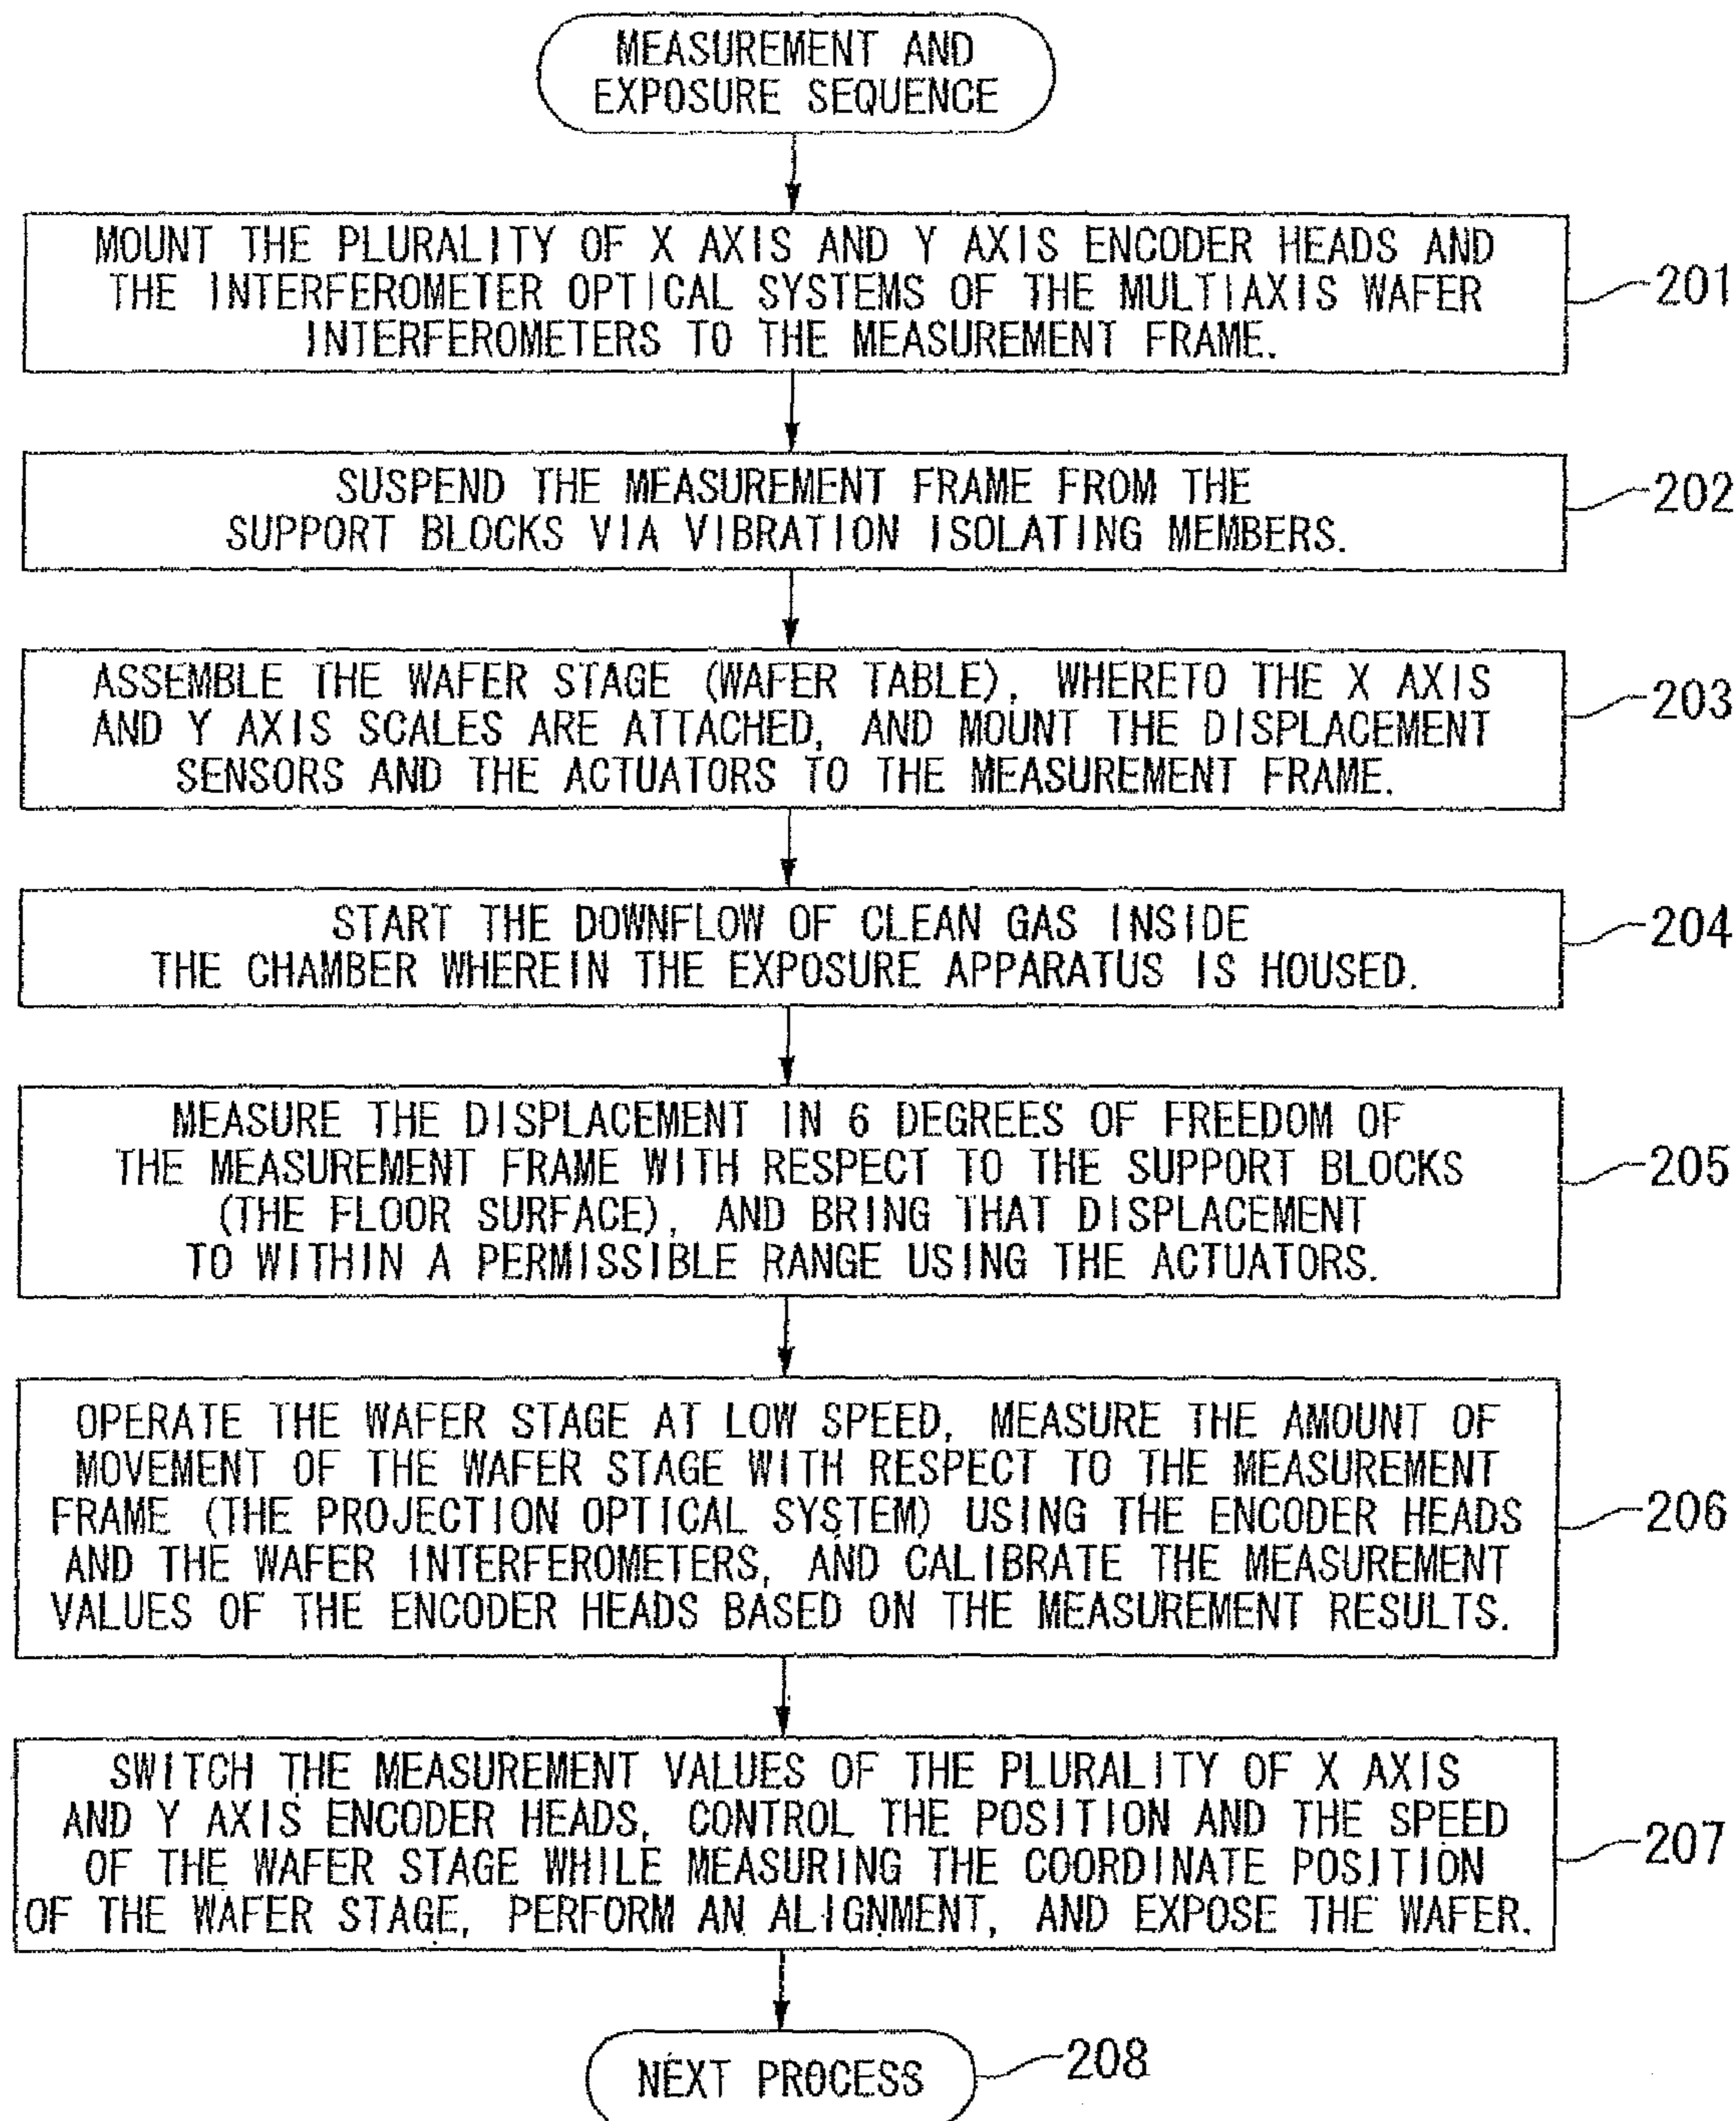 MEASUREMENT AND
EXPOSURE SEQUENCE
MOUNT THE PLURALITY OF X AXIS AND Y AXIS ENCODER HEADS AND
THE INTERFEROMETER OPTICAL SYSTEMS OF THE MULTIAXIS WAFER
INTERFEROMETERS TO THE MEASUREMENT FRAME.
201
SUSPEND THE MEASUREMENT FRAME FROM THE
SUPPORT BLOCKS VIA VIBRATION ISOLATING MEMBERS.
202
ASSEMBLE THE WAFER STAGE (WAFER TABLE), WHERETO THE X AXIS
AND Y AXIS SCALES ARE ATTACHED, AND MOUNT THE DISPLACEMENT
SENSORS AND THE ACTUATORS TO THE MEASUREMENT FRAME.
203
START THE DOWNFLOW OF CLEAN GAS INSIDE
THE CHAMBER WHEREIN THE EXPOSURE APPARATUS IS HOUSED.
204
MEASURE THE DISPLACEMENT IN 6 DEGREES OF FREEDOM OF
THE MEASUREMENT FRAME WITH RESPECT TO THE SUPPORT BLOCKS
(THE FLOOR SURFACE), AND BRING THAT DISPLACEMENT
TO WITHIN A PERMISSIBLE RANGE USING THE ACTUATORS.
205
OPERATE THE WAFER STAGE AT LOW SPEED, MEASURE THE AMOUNT OF
MOVEMENT OF THE WAFER STAGE WITH RESPECT TO THE MEASUREMENT
FRAME (THE PROJECTION OPTICAL SYSTEM) USING THE ENCODER HEADS
AND THE WAFER INTERFEROMETERS, AND CALIBRATE THE MEASUREMENT
VALUES OF THE ENCODER HEADS BASED ON THE MEASUREMENT RESULTS.
206
SWITCH THE MEASUREMENT VALUES OF THE PLURALITY OF X AXIS
AND Y AXIS ENCODER HEADS, CONTROL THE POSITION AND THE SPEED
OF THE WAFER STAGE WHILE MEASURING THE COORDINATE POSITION
OF THE WAFER STAGE, PERFORM AN ALIGNMENT, AND EXPOSE THE WAFER.
207
NEXT PROCESS
208